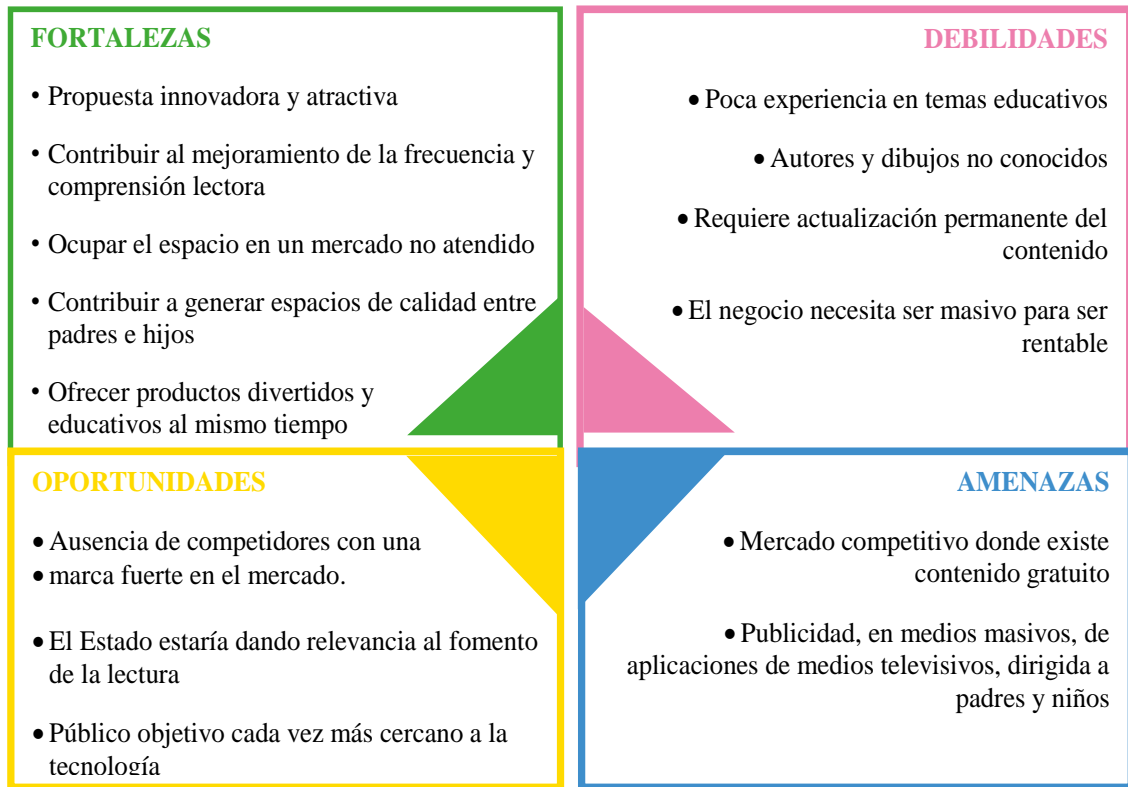 FORTALEZAS
• Propuesta innovadora y atractiva
• Contribuir al mejoramiento de la frecuencia y
comprensión lectora
• Ocupar el espacio en un mercado no atendido
• Contribuir a generar espacios de calidad entre
padres e hijos
• Ofrecer productos divertidos y
educativos al mismo tiempo
DEBILIDADES
• Poca experiencia en temas educativos
• Autores y dibujos no conocidos
• Requiere actualización permanente del
contenido
• El negocio necesita ser masivo para ser
rentable
OPORTUNIDADES
• Ausencia de competidores con una
• marca fuerte en el mercado.
• El Estado estaría dando relevancia al fomento
de la lectura
• Público objetivo cada vez más cercano a la
tecnología
AMENAZAS
• Mercado competitivo donde existe
contenido gratuito
• Publicidad, en medios masivos, de
aplicaciones de medios televisivos, dirigida a
padres y niños